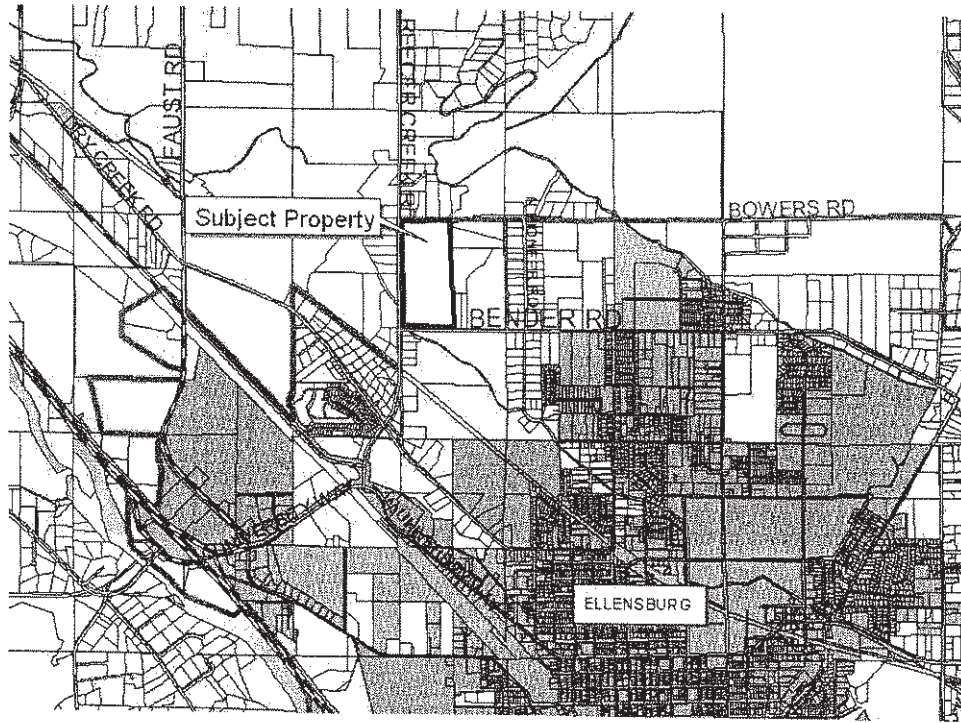 FAUST RD
REECER CREEK RD
DRY CREEK RD
Subject Property
BOWERS RD
BENDER RD
ELLENSBURG